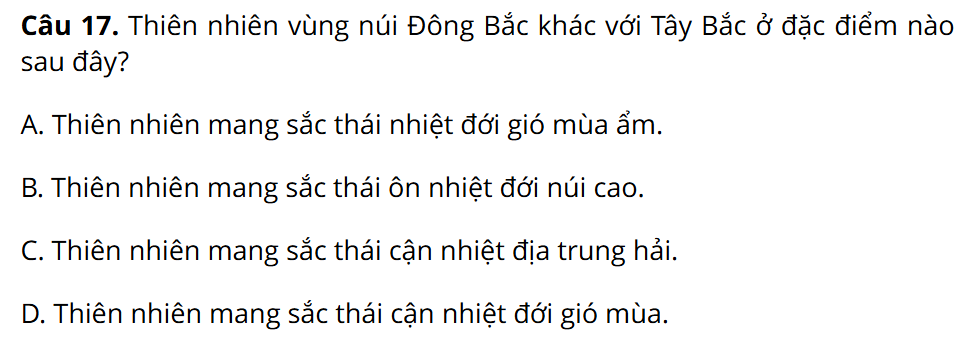 Câu 17. Thiên nhiên vùng núi Đông Bắc khác với Tây Bắc ở đặc điểm nào
sau đây?
A. Thiên nhiên mang sắc thái nhiệt đới gió mùa ẩm.
B. Thiên nhiên mang sắc thái ôn nhiệt đới núi cao.
C. Thiên nhiên mang sắc thái cận nhiệt địa trung hải.
D. Thiên nhiên mang sắc thái cận nhiệt đới gió mùa.